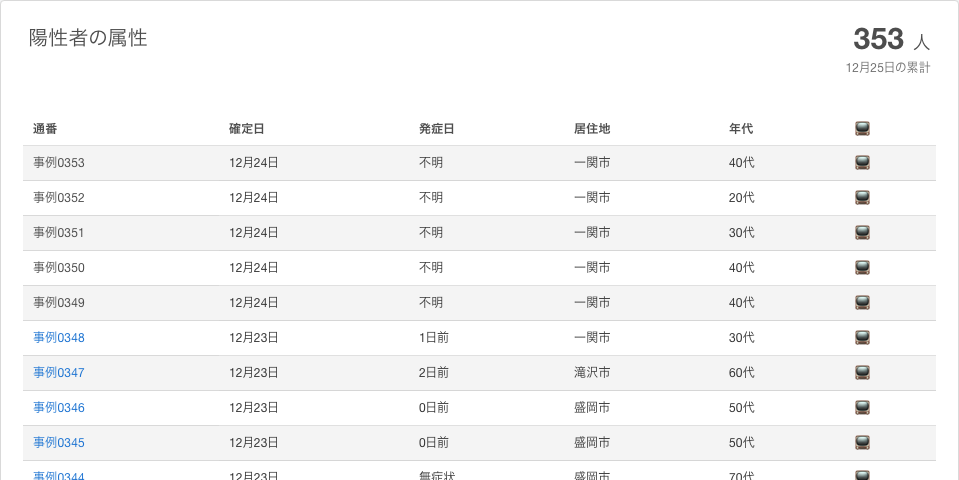 陽性者の属性
353 人
12月25日の累計
通番 確定日 発症日 居住地 年代
事例0353 12月24日 不明 一関市 40代
事例0352 12月24日 不明 一関市 20代
事例0351 12月24日 不明 一関市 30代
事例0350 12月24日 不明 一関市 40代
事例0349 12月24日 不明 一関市 40代
事例0348 12月23日 1日前 一関市 30代
事例0347 12月23日 2日前 滝沢市 60代
事例0346 12月23日 0日前 盛岡市 50代
事例0345 12月23日 0日前 盛岡市 50代
事例0344 12月23日 無症状 盛岡市 70代